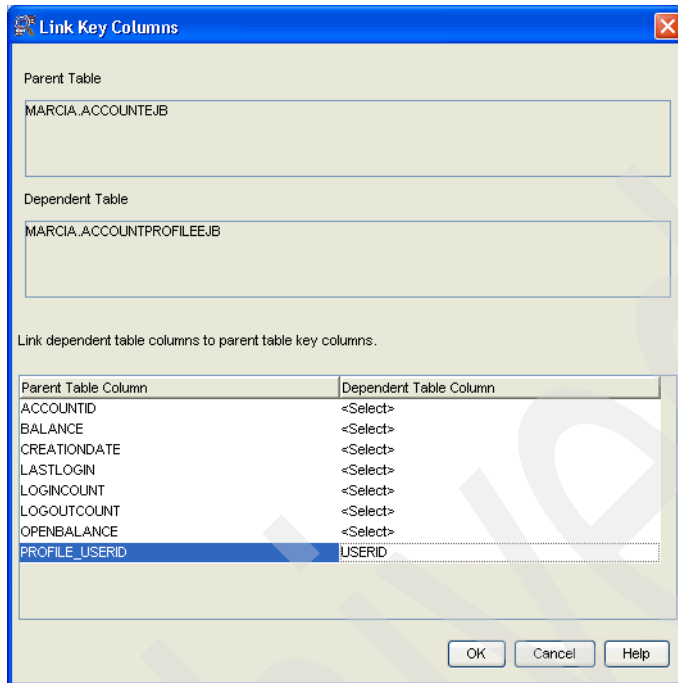 Link Key Columns
Parent Table
MARCIA.ACCOUNTEJB
Dependent Table
MARCIA.ACCOUNTPROFILEEJB
Link dependent table columns to parent table key columns.
Parent Table Column Dependent Table Column
ACCOUNTID <Select>
BALANCE <Select>
CREATIONDATE <Select>
LASTLOGIN <Select>
LOGINCOUNT <Select>
LOGOUTCOUNT <Select>
OPENBALANCE <Select>
PROFILE_USERID USERID
OK Cancel Help